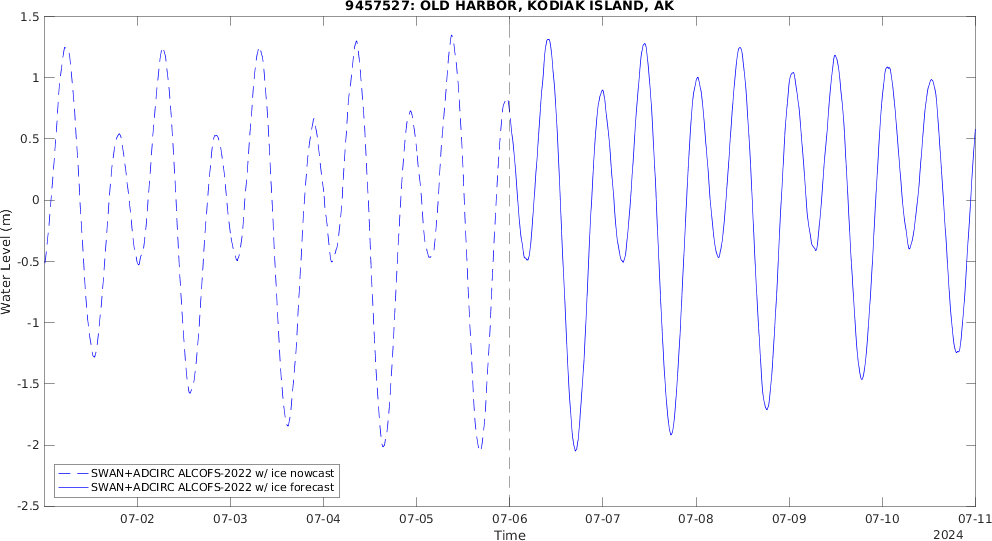 9457527: OLD HARBOR, KODIAK ISLAND, AK
1.5
1
0.5
0
-0.5
-1
-1.5
-2
-2.5
Water Level (m)
SWAN+ADCIRC ALCOFS-2022 w/ ice nowcast
SWAN+ADCIRC ALCOFS-2022 w/ ice forecast
07-02 07-03 07-04 07-05 07-06 07-07 07-08 07-09 07-10 07-11
Time
2024